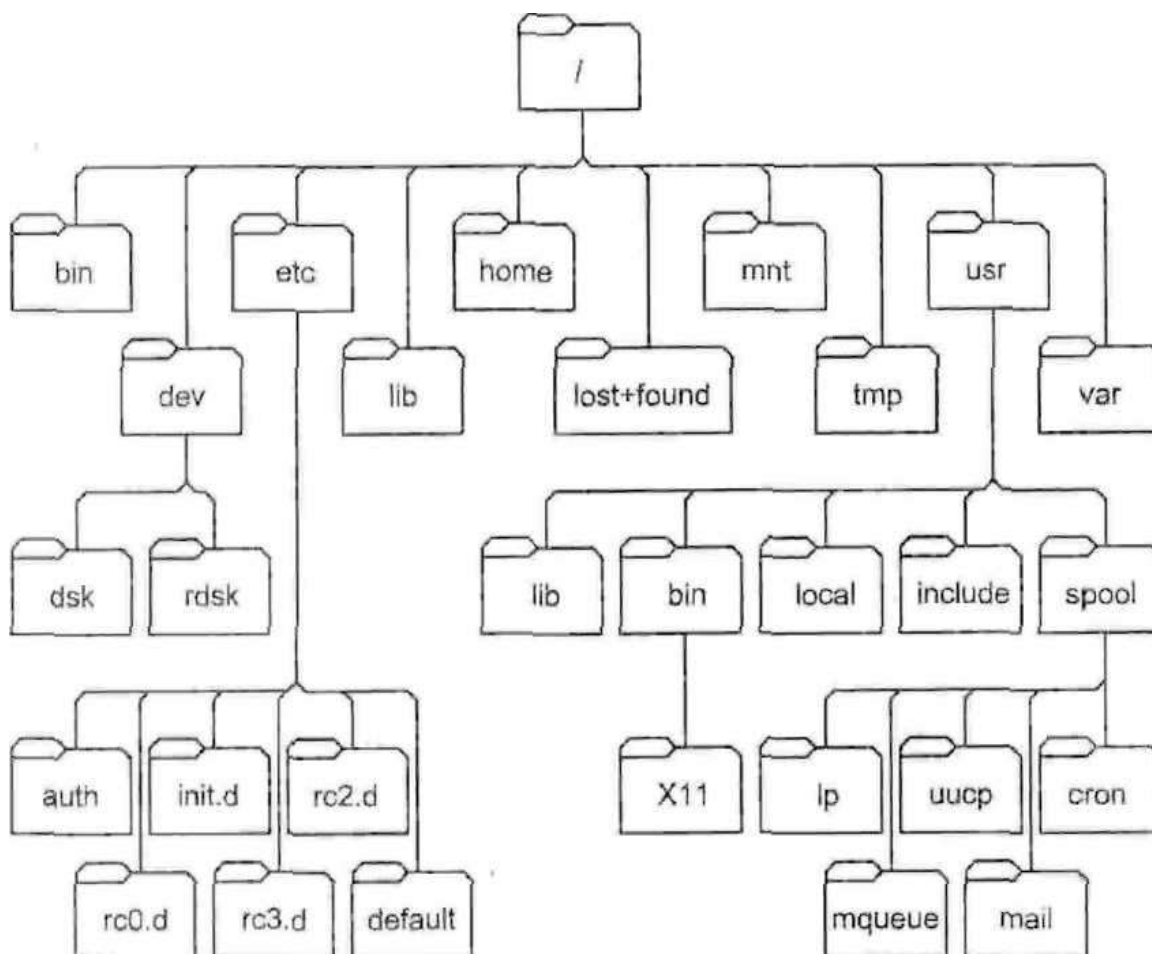 /
bin
etc
home
mnt
usr
dev
lib
lost+found
tmp
var
dsk
rdsk
lib
bin
local
include
spool
auth
init.d
rc2.d
X11
lp
uucp
cron
rc0.d
rc3.d
default
mqueue
mail